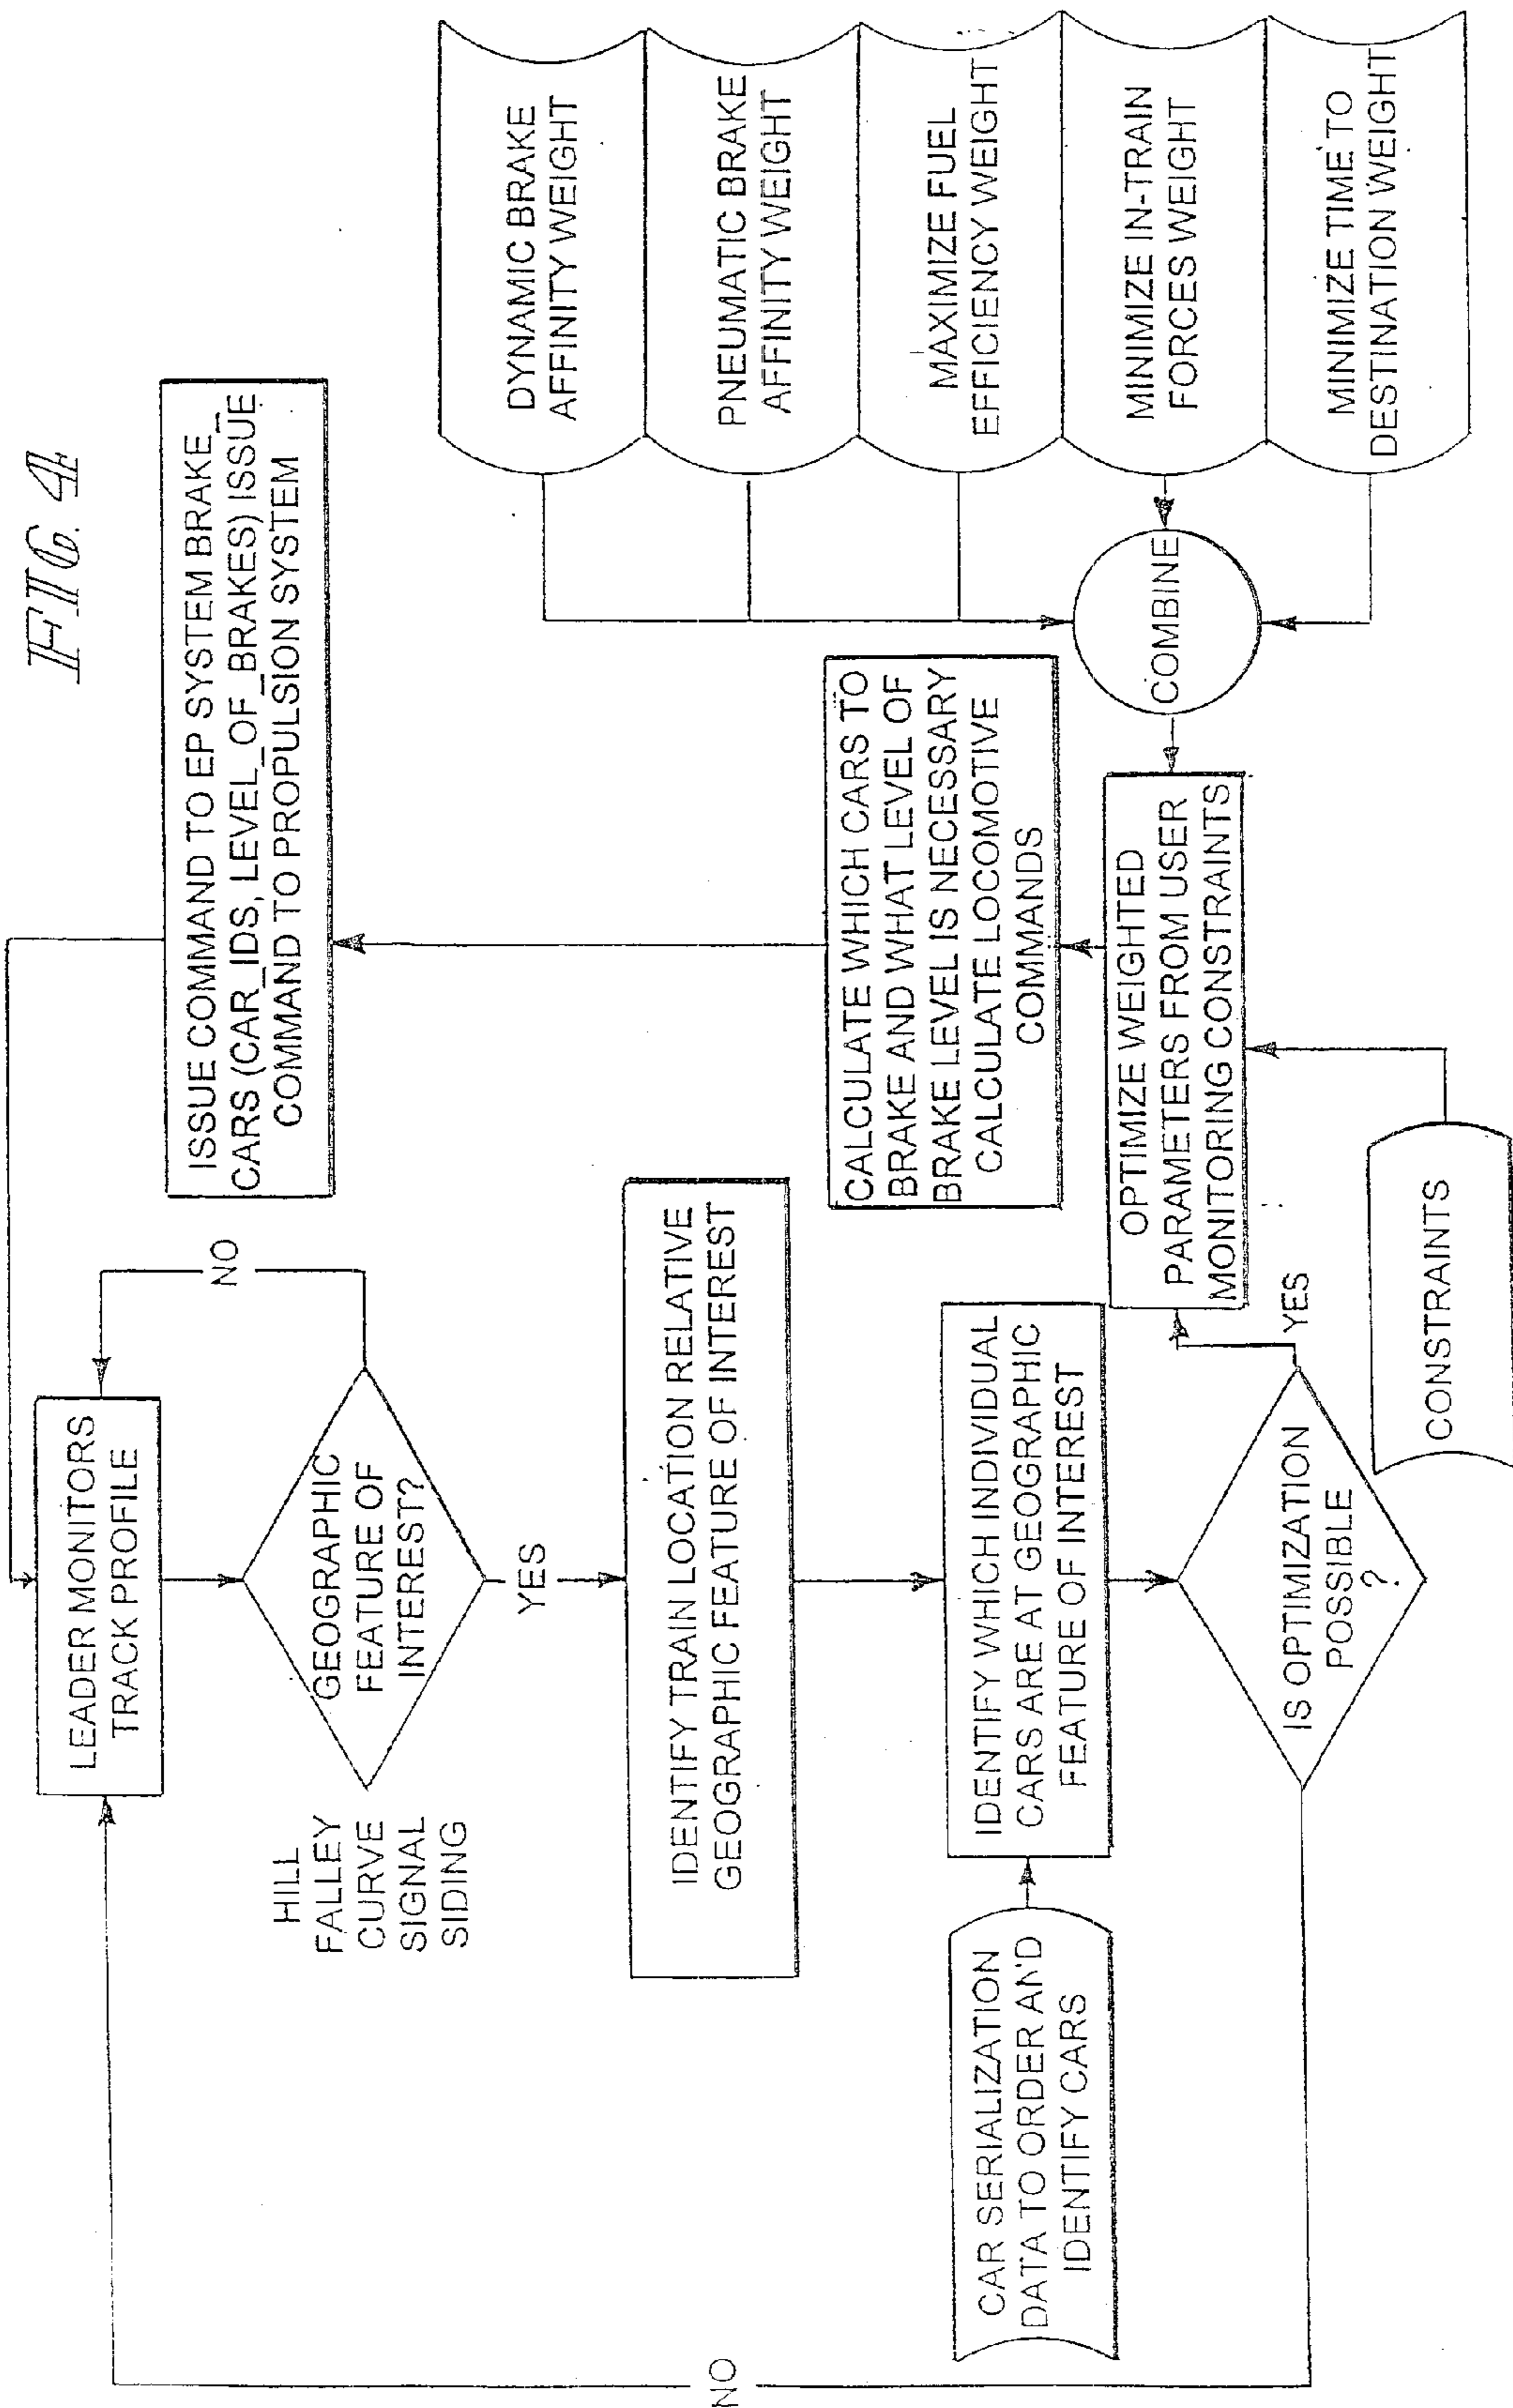 FIG. 4
LEADER MONITORS
TRACK PROFILE
NO
GEOGRAPHIC
FEATURE OF
INTEREST?
HILL
FALLEY
CURVE
SIGNAL
SIDING
YES
IDENTIFY TRAIN LOCATION RELATIVE
GEOGRAPHIC FEATURE OF INTEREST
CAR SERIALIZATION
DATA TO ORDER AND
IDENTIFY CARS
IDENTIFY WHICH INDIVIDUAL
CARS ARE AT GEOGRAPHIC
FEATURE OF INTEREST
IS OPTIMIZATION
POSSIBLE
?
NO
YES
CONSTRAINTS
OPTIMIZE WEIGHTED
PARAMETERS FROM USER
MONITORING CONSTRAINTS
CALCULATE WHICH CARS TO
BRAKE AND WHAT LEVEL OF
BRAKE LEVEL IS NECESSARY
CALCULATE LOCOMOTIVE
COMMANDS
ISSUE COMMAND TO EP SYSTEM BRAKE_
CARS (CAR_IDS, LEVEL_OF_BRAKES) ISSUE
COMMAND TO PROPULSION SYSTEM
COMBINE
DYNAMIC BRAKE
AFFINITY WEIGHT
PNEUMATIC BRAKE
AFFINITY WEIGHT
MAXIMIZE FUEL
EFFICIENCY WEIGHT
MINIMIZE IN-TRAIN
FORCES WEIGHT
MINIMIZE TIME TO
DESTINATION WEIGHT